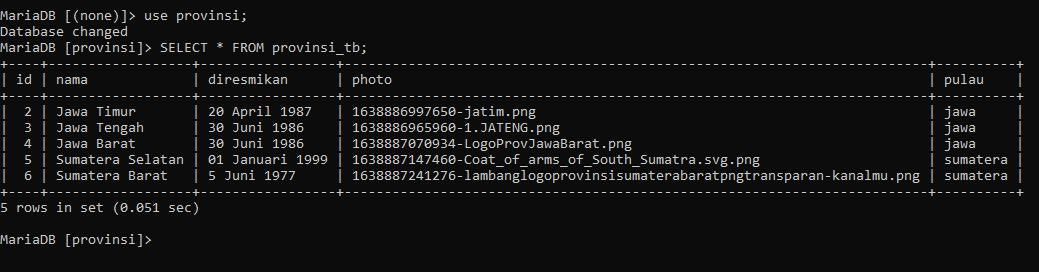 MariaDB [(none)]> use provinsi;
Database changed
MariaDB [provinsi]> SELECT * FROM provinsi_tb;
+----+------------------+-----------------+-------------------------------------------------------------------------+----------+
| id | nama             | diresmikan      | photo                                                                   | pulau    |
+----+------------------+-----------------+-------------------------------------------------------------------------+----------+
|  2 | Jawa Timur       | 20 April 1987   | 1638886997650-jatim.png                                                 | jawa     |
|  3 | Jawa Tengah      | 30 Juni 1986    | 1638886965960-1.JATENG.png                                              | jawa     |
|  4 | Jawa Barat       | 30 Juni 1986    | 1638887070934-LogoProvJawaBarat.png                                     | jawa     |
|  5 | Sumatera Selatan | 01 Januari 1999 | 1638887147460-Coat_of_arms_of_South_Sumatra.svg.png                     | sumatera |
|  6 | Sumatera Barat   | 5 Juni 1977     | 1638887241276-lambanglogoprovinsisumaterabaratpngtransparan-kanalmu.png | sumatera |
+----+------------------+-----------------+-------------------------------------------------------------------------+----------+
5 rows in set (0.051 sec)
MariaDB [provinsi]>